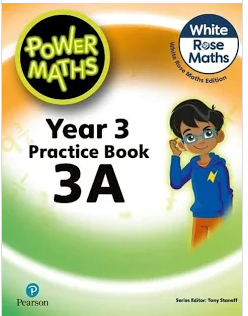 POWER
MATHS
White
Rose
Maths
White Rose Maths Edition
Year 3
Practice Book
3A
Pearson
Series Editor: Tony Staneff